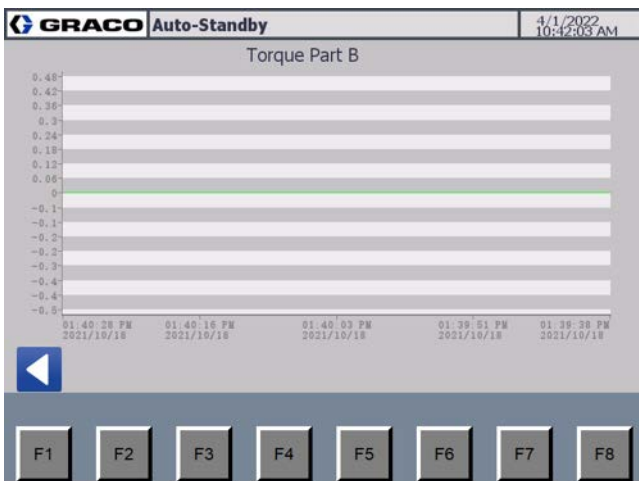 GRACO Auto-Standby 4/1/2022
10:42:03 AM
Torque Part B
0.48
0.42
0.36
0.3
0.24
0.18
0.12
0.06
0
-0.1
-0.1
-0.2
-0.2
-0.3
-0.4
-0.4
-0.5
01:40:28 PM 01:40:16 PM 01:40:03 PM 01:39:51 PM 01:39:38 PM
2021/10/18 2021/10/18 2021/10/18 2021/10/18 2021/10/18
F1 F2 F3 F4 F5 F6 F7 F8